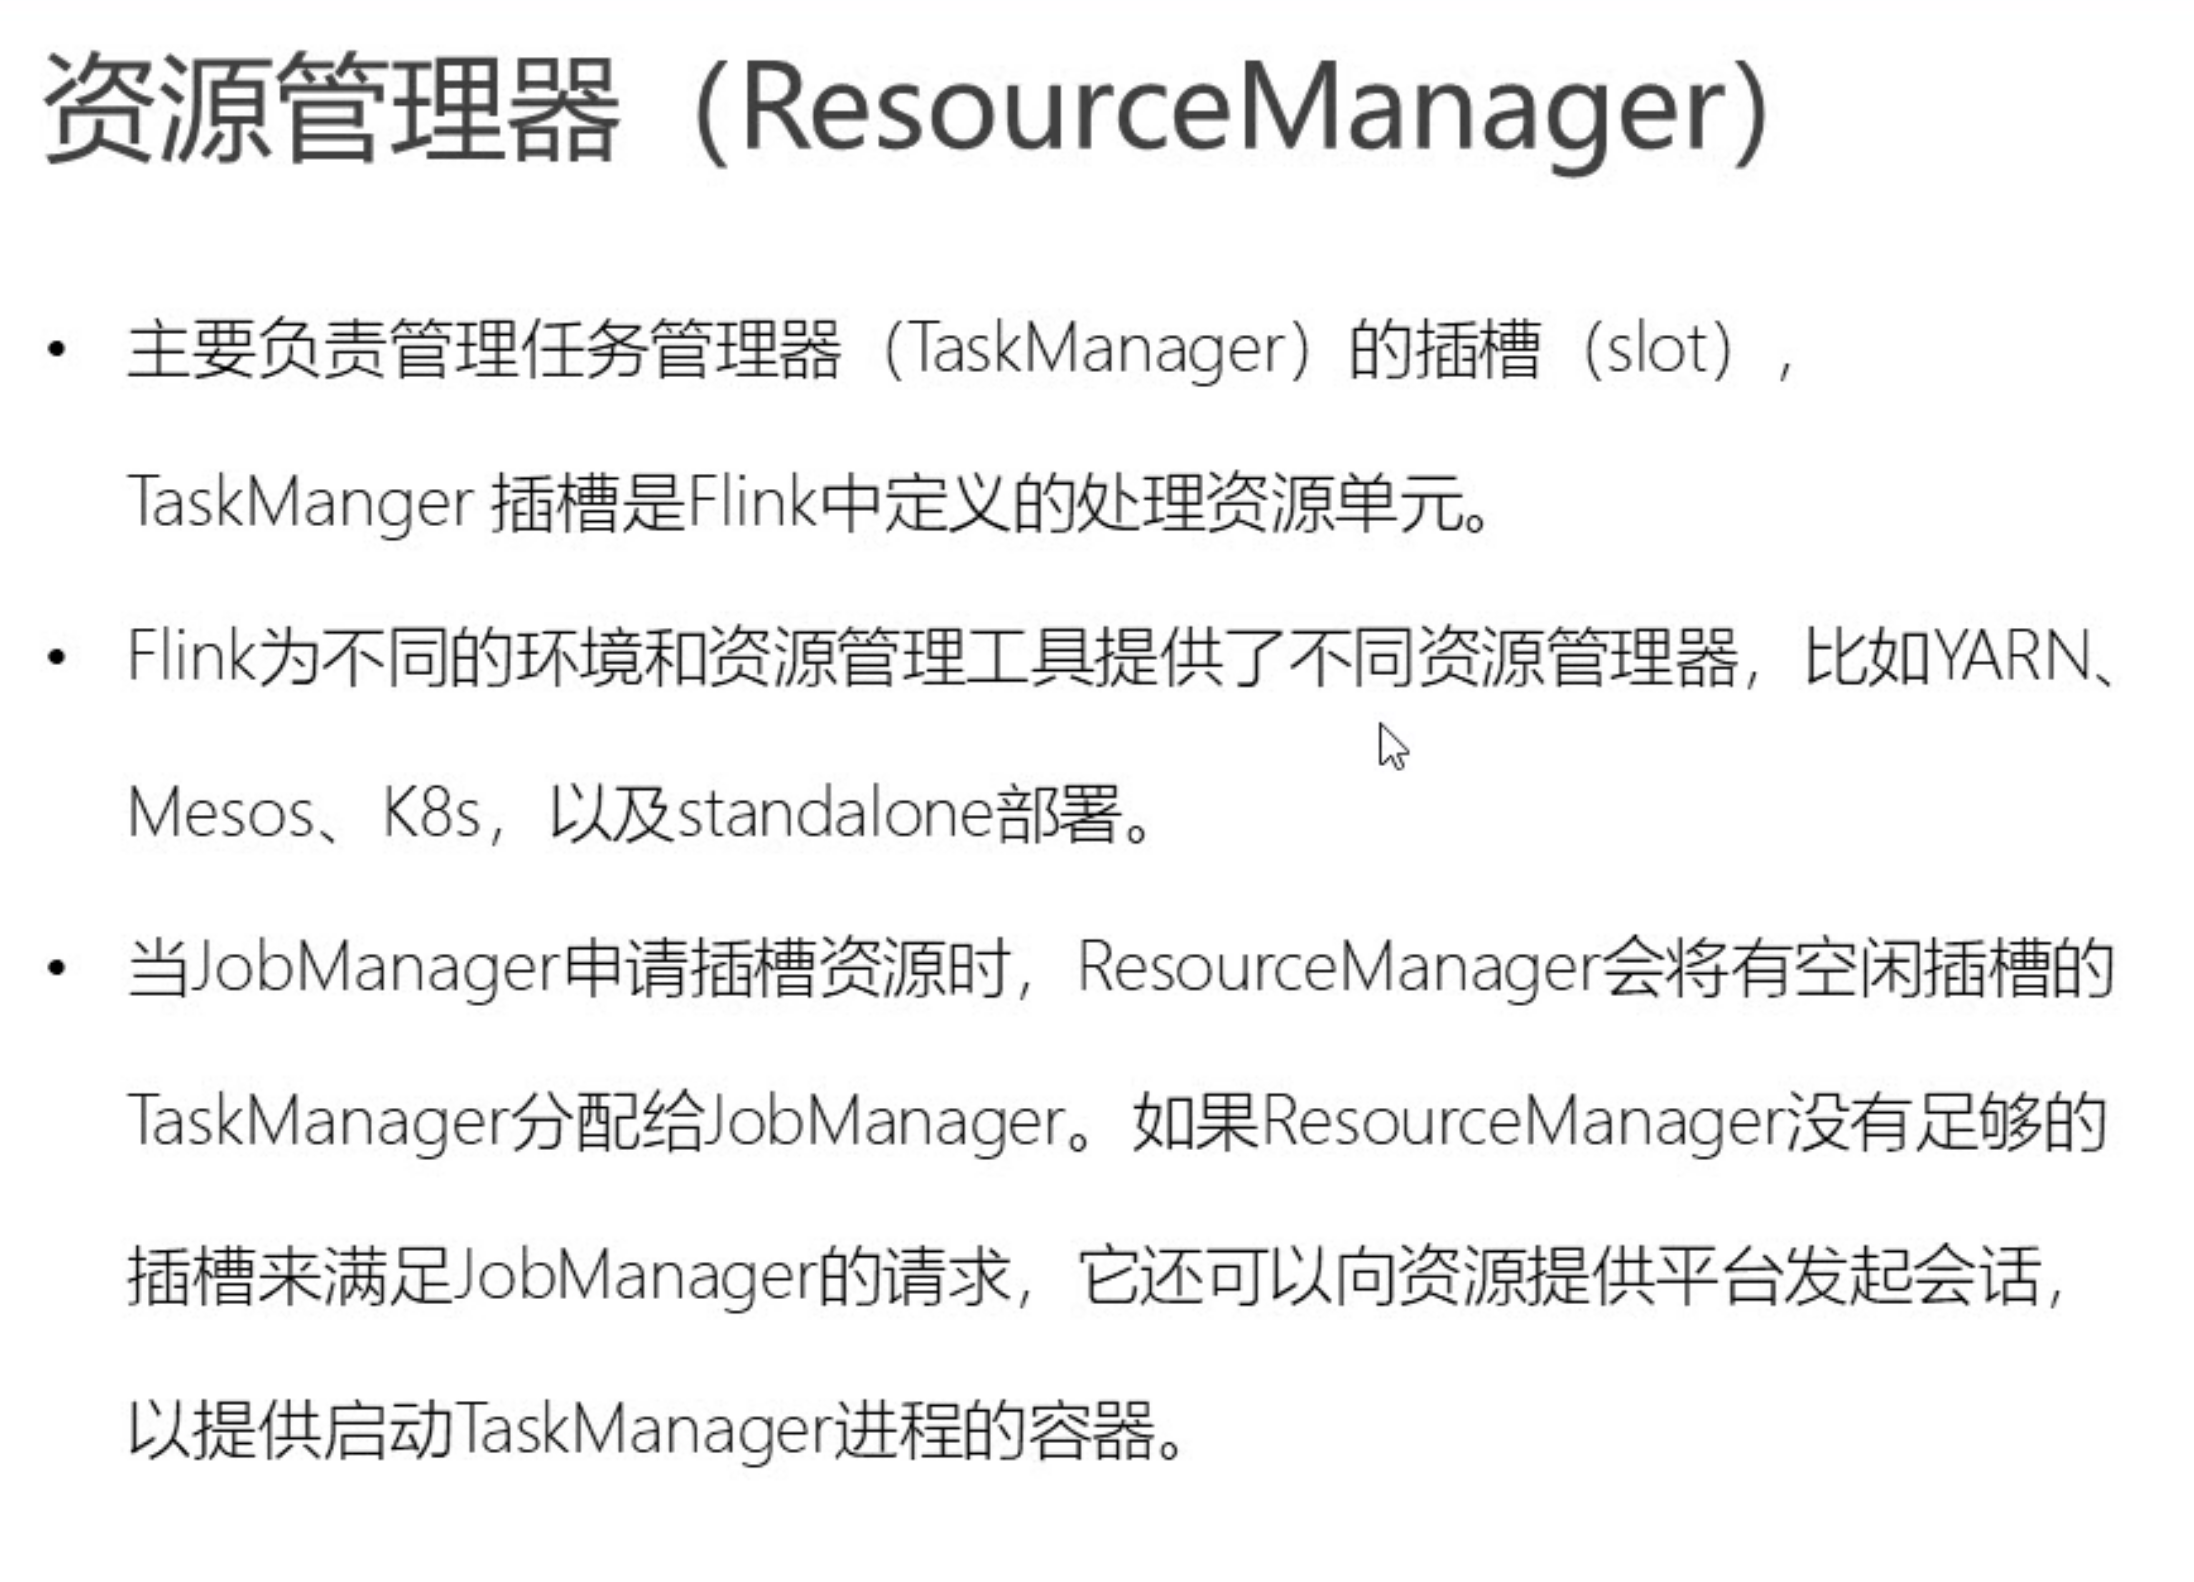 资源管理器（ResourceManager）
• 主要负责管理任务管理器（TaskManager）的插槽（slot），
TaskManger 插槽是Flink中定义的处理资源单元。
• Flink为不同的环境和资源管理工具提供了不同资源管理器，比如YARN、
Mesos、K8s，以及standalone部署。
• 当JobManager申请插槽资源时，ResourceManager会将有空闲插槽的
TaskManager分配给JobManager。如果ResourceManager没有足够的
插槽来满足JobManager的请求，它还可以向资源提供平台发起会话，
以提供启动TaskManager进程的容器。